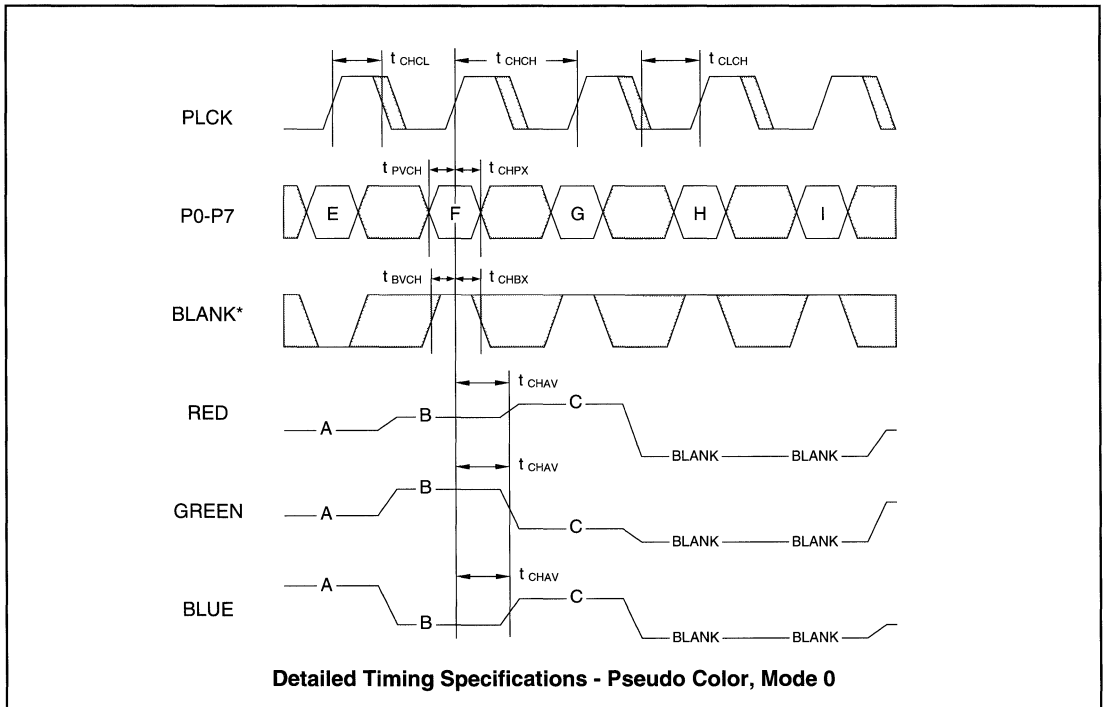 t CHCL t CHCH t CLCH
PLCK
t PVCH t CHPX
P0-P7 E F G H I
t BVCH t CHBX
BLANK*
t CHAV
RED A B C BLANK BLANK
t CHAV
GREEN A B C BLANK BLANK
t CHAV
BLUE A B C BLANK BLANK
Detailed Timing Specifications - Pseudo Color, Mode 0